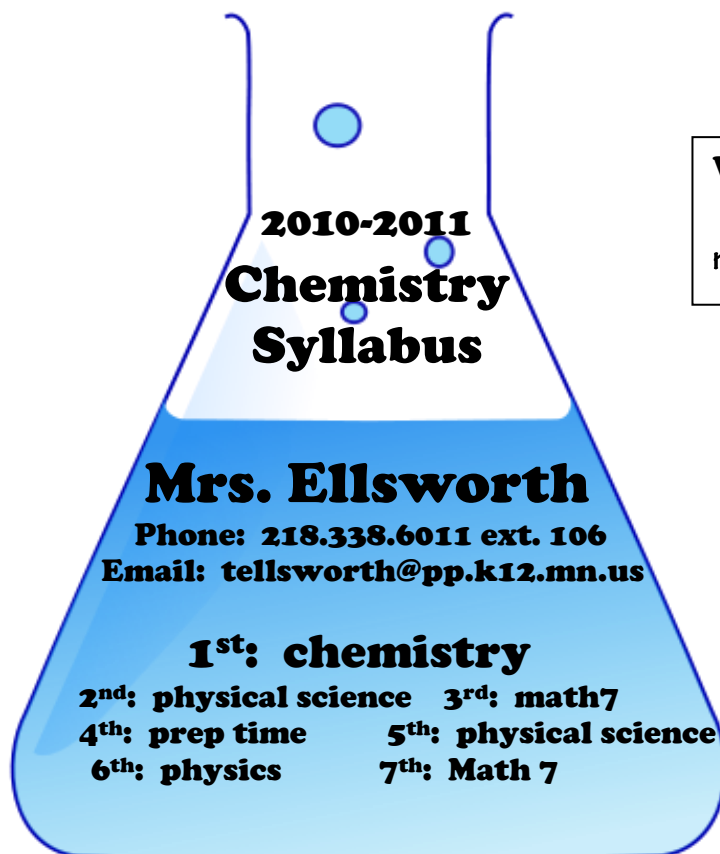 2010-2011
Chemistry
Syllabus
Mrs. Ellsworth
Phone: 218.338.6011 ext. 106
Email: tellsworth@pp.k12.mn.us
1st: chemistry
2nd: physical science 3rd: math7
4th: prep time 5th: physical science
6th: physics 7th: Math 7